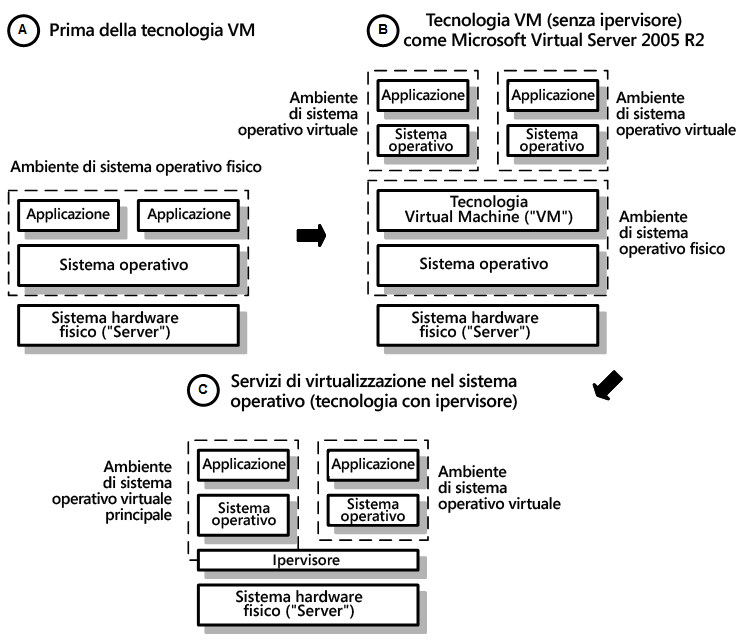 A
Prima della tecnologia VM
Ambiente di sistema operativo fisico
Applicazione
Applicazione
Sistema operativo
Sistema hardware
fisico ("Server")
B
Tecnologia VM (senza ipervisore)
come Microsoft Virtual Server 2005 R2
Ambiente
di sistema
operativo virtuale
Applicazione
Sistema
operativo
Applicazione
Sistema
operativo
Ambiente
di sistema
operativo virtuale
Tecnologia
Virtual Machine ("VM")
Sistema operativo
Ambiente
di sistema
operativo fisico
Sistema hardware
fisico ("Server")
C
Servizi di virtualizzazione nel sistema
operativo (tecnologia con ipervisore)
Ambiente
di sistema
operativo virtuale
principale
Applicazione
Sistema
operativo
Applicazione
Sistema
operativo
Ambiente
di sistema
operativo virtuale
Ipervisore
Sistema hardware
fisico ("Server")